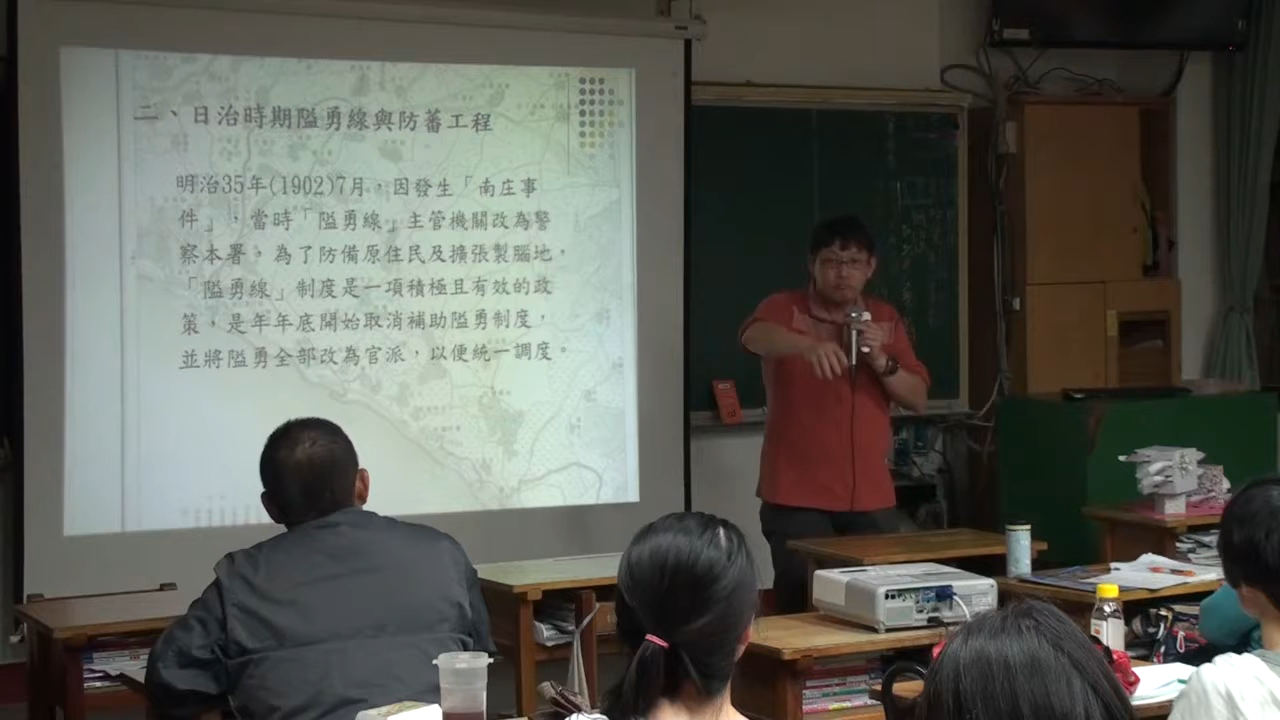 二、日治時期隘勇線與防蕃工程
明治35年(1902)7月，因發生「南庄事
件」，當時「隘勇線」主管機關改為警
察本署。為了防備原住民及擴張製腦地，
「隘勇線」制度是一項積極且有效的政
策，是年年底開始取消補助隘勇制度，
並將隘勇全部改為官派，以便統一調度。